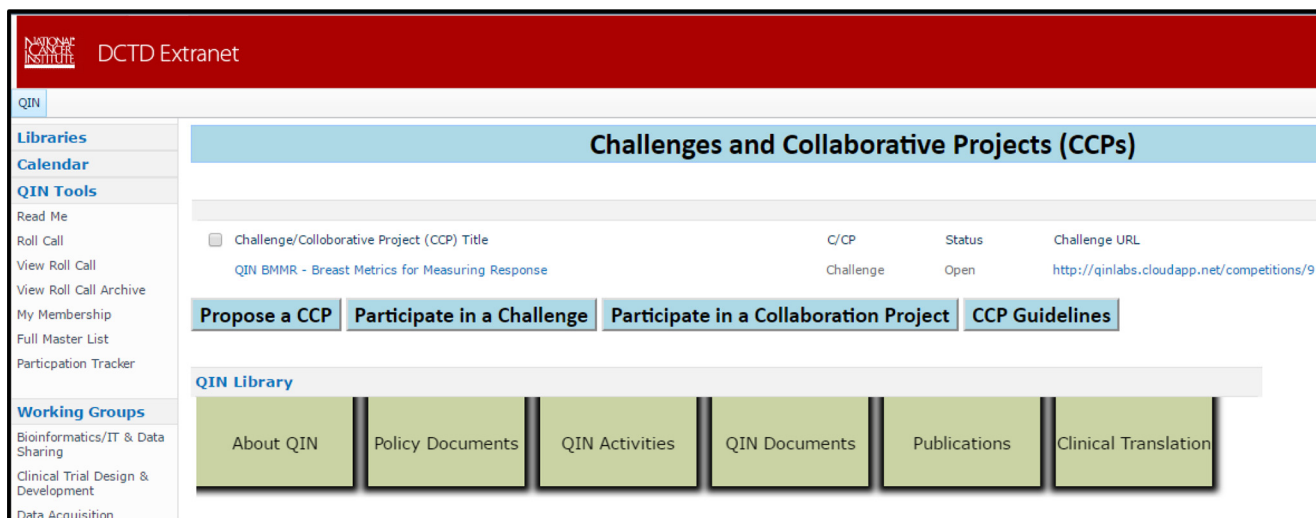 NATIONAL
CANCER
INSTITUTE
DCTD Extranet
QIN
Libraries
Calendar
QIN Tools
Read Me
Roll Call
View Roll Call
View Roll Call Archive
My Membership
Full Master List
Particpation Tracker
Working Groups
Bioinformatics/IT & Data
Sharing
Clinical Trial Design &
Development
Data Acquisition
Challenges and Collaborative Projects (CCPs)
Challenge/Colloborative Project (CCP) Title C/CP Status Challenge URL
QIN BMMR - Breast Metrics for Measuring Response Challenge Open http://qinlabs.cloudapp.net/competitions/9
Propose a CCP Participate in a Challenge Participate in a Collaboration Project CCP Guidelines
QIN Library
About QIN Policy Documents QIN Activities QIN Documents Publications Clinical Translation